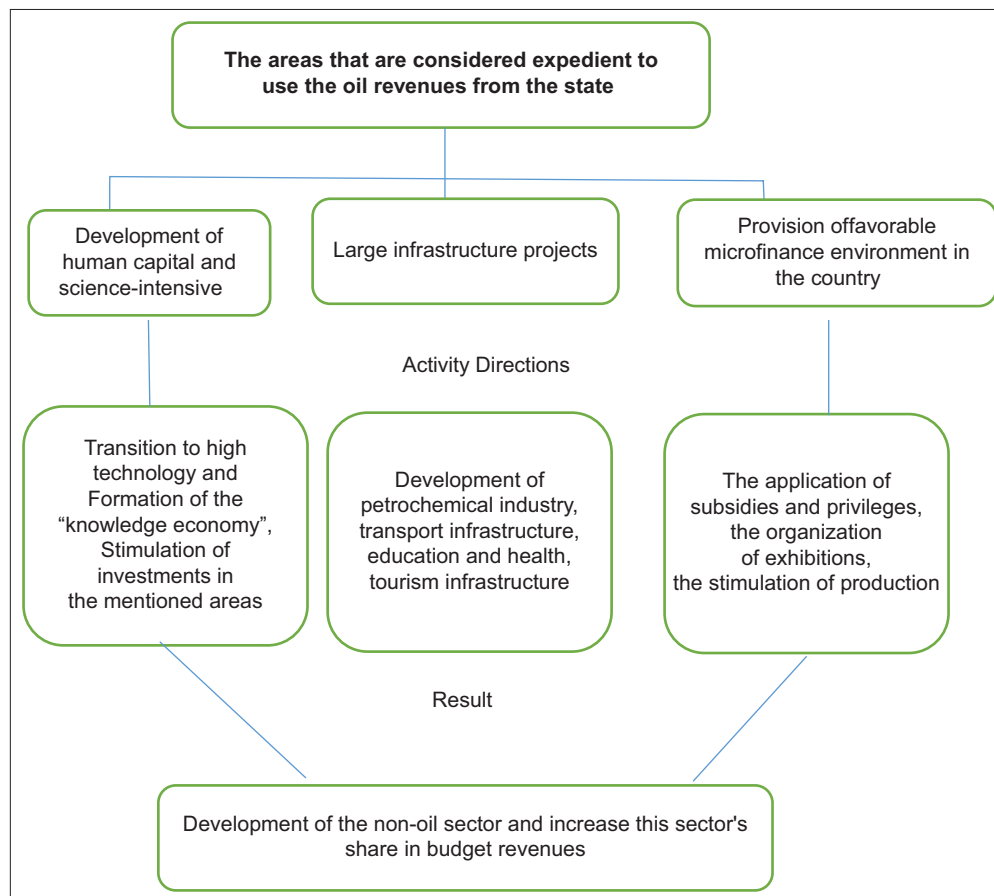 The areas that are considered expedient to
use the oil revenues from the state
Development of
human capital and
science-intensive
Large infrastructure projects
Provision offavorable
microfinance environment in
the country
Activity Directions
Transition to high
technology and
Formation of the
“knowledge economy”,
Stimulation of
investments in
the mentioned areas
Development of
petrochemical industry,
transport infrastructure,
education and health,
tourism infrastructure
The application of
subsidies and privileges,
the organization
of exhibitions,
the stimulation of production
Result
Development of the non-oil sector and increase this sector's
share in budget revenues